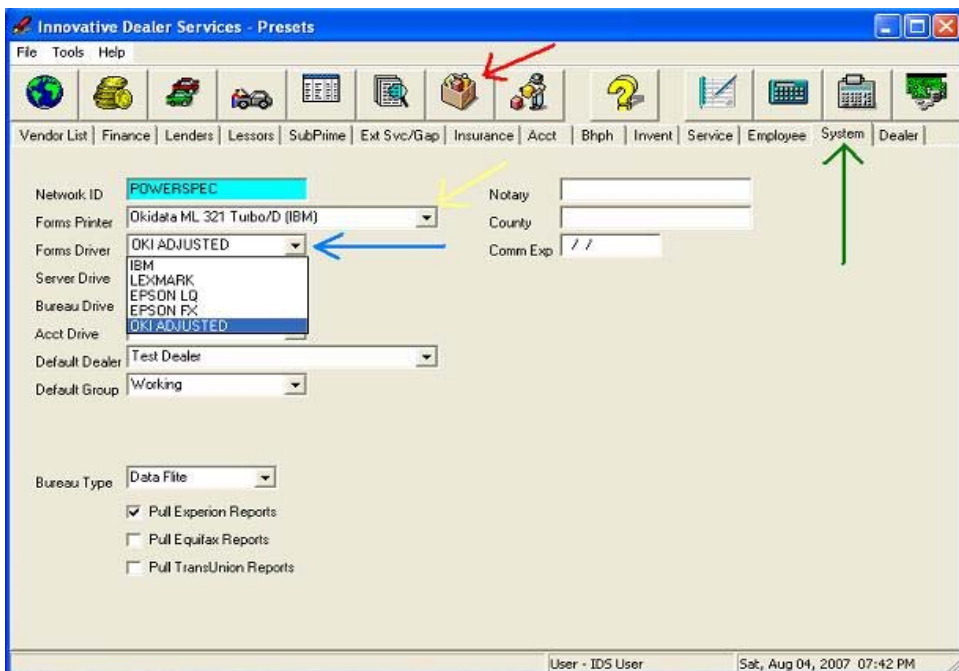 Innovative Dealer Services - Presets
File Tools Help
Vendor List Finance Lenders Lessors SubPrime Ext Svc/Gap Insurance Acct Bhph Invent Service Employee System Dealer
Network ID POWERSPEC Notary
Forms Printer Okidata ML 321 Turbo/D (IBM) County
Forms Driver OKI ADJUSTED Comm Exp / /
IBM
Server Drive LEXMARK
EPSON LQ
Bureau Drive EPSON FX
OKI ADJUSTED
Acct Drive
Default Dealer Test Dealer
Default Group Working
Bureau Type Data Flite
Pull Experion Reports
Pull Equifax Reports
Pull TransUnion Reports
User - IDS User Sat, Aug 04, 2007 07:42 PM